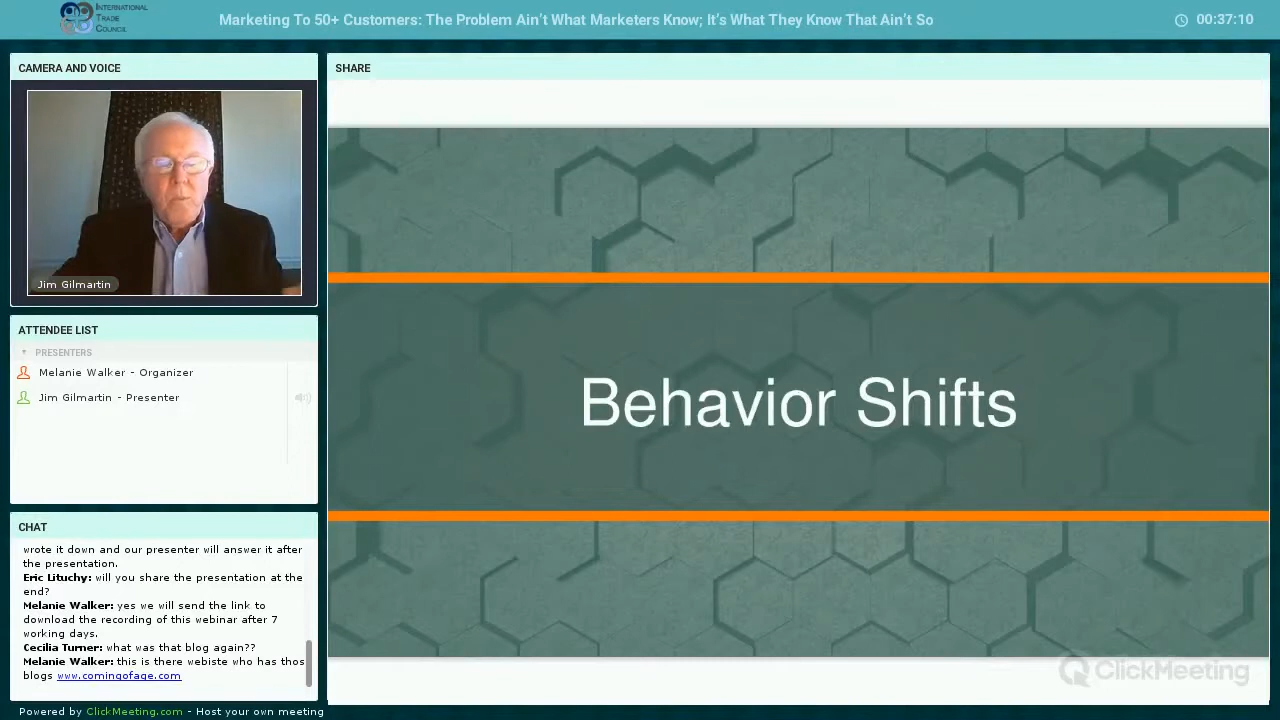 INTERNATIONAL
TRADE
COUNCIL
Marketing To 50+ Customers: The Problem Ain't What Marketers Know; It's What They Know That Ain't So
00:37:10
CAMERA AND VOICE
Jim Gilmartin
ATTENDEE LIST
PRESENTERS
Melanie Walker - Organizer
Jim Gilmartin - Presenter
CHAT
wrote it down and our presenter will answer it after
the presentation.
Eric Lituchy: will you share the presentation at the
end?
Melanie Walker: yes we will send the link to
download the recording of this webinar after 7
working days.
Cecilia Turner: what was that blog again??
Melanie Walker: this is there webiste who has thos
blogs www.comingofage.com
SHARE
Behavior Shifts
ClickMeeting
Powered by ClickMeeting.com - Host your own meeting